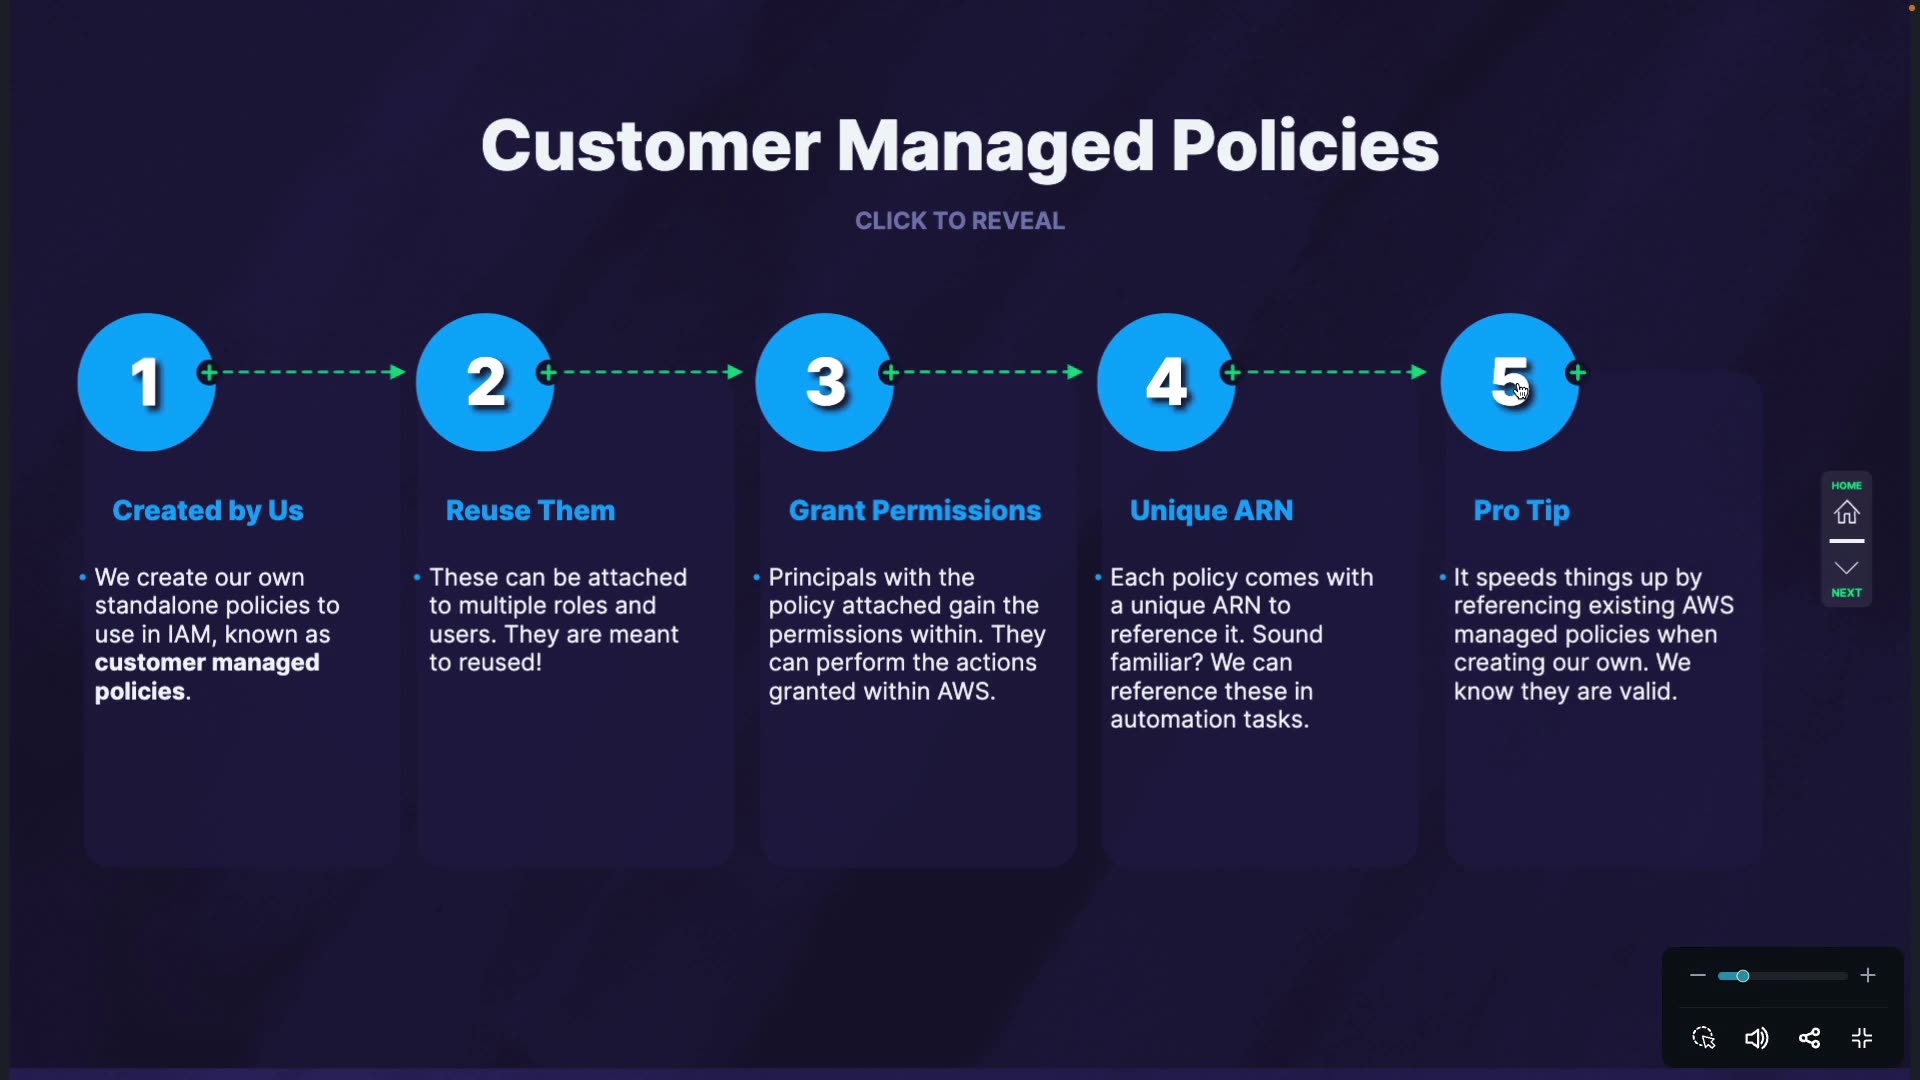 Customer Managed Policies
CLICK TO REVEAL
1
2
3
4
5
Created by Us
We create our own
standalone policies to
use in IAM, known as
customer managed
policies.
Reuse Them
These can be attached
to multiple roles and
users. They are meant
to reused!
Grant Permissions
Principals with the
policy attached gain the
permissions within. They
can perform the actions
granted within AWS.
Unique ARN
Each policy comes with
a unique ARN to
reference it. Sound
familiar? We can
reference these in
automation tasks.
Pro Tip
It speeds things up by
referencing existing AWS
managed policies when
creating our own. We
know they are valid.
HOME
NEXT